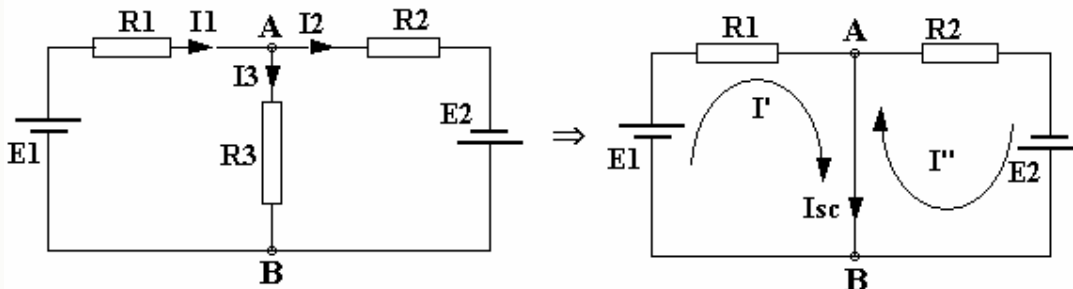 R1 I1 A I2 R2
I3
E1 R3 E2
B
⇒
R1 A R2
I' I"
E1 E2
Isc
B